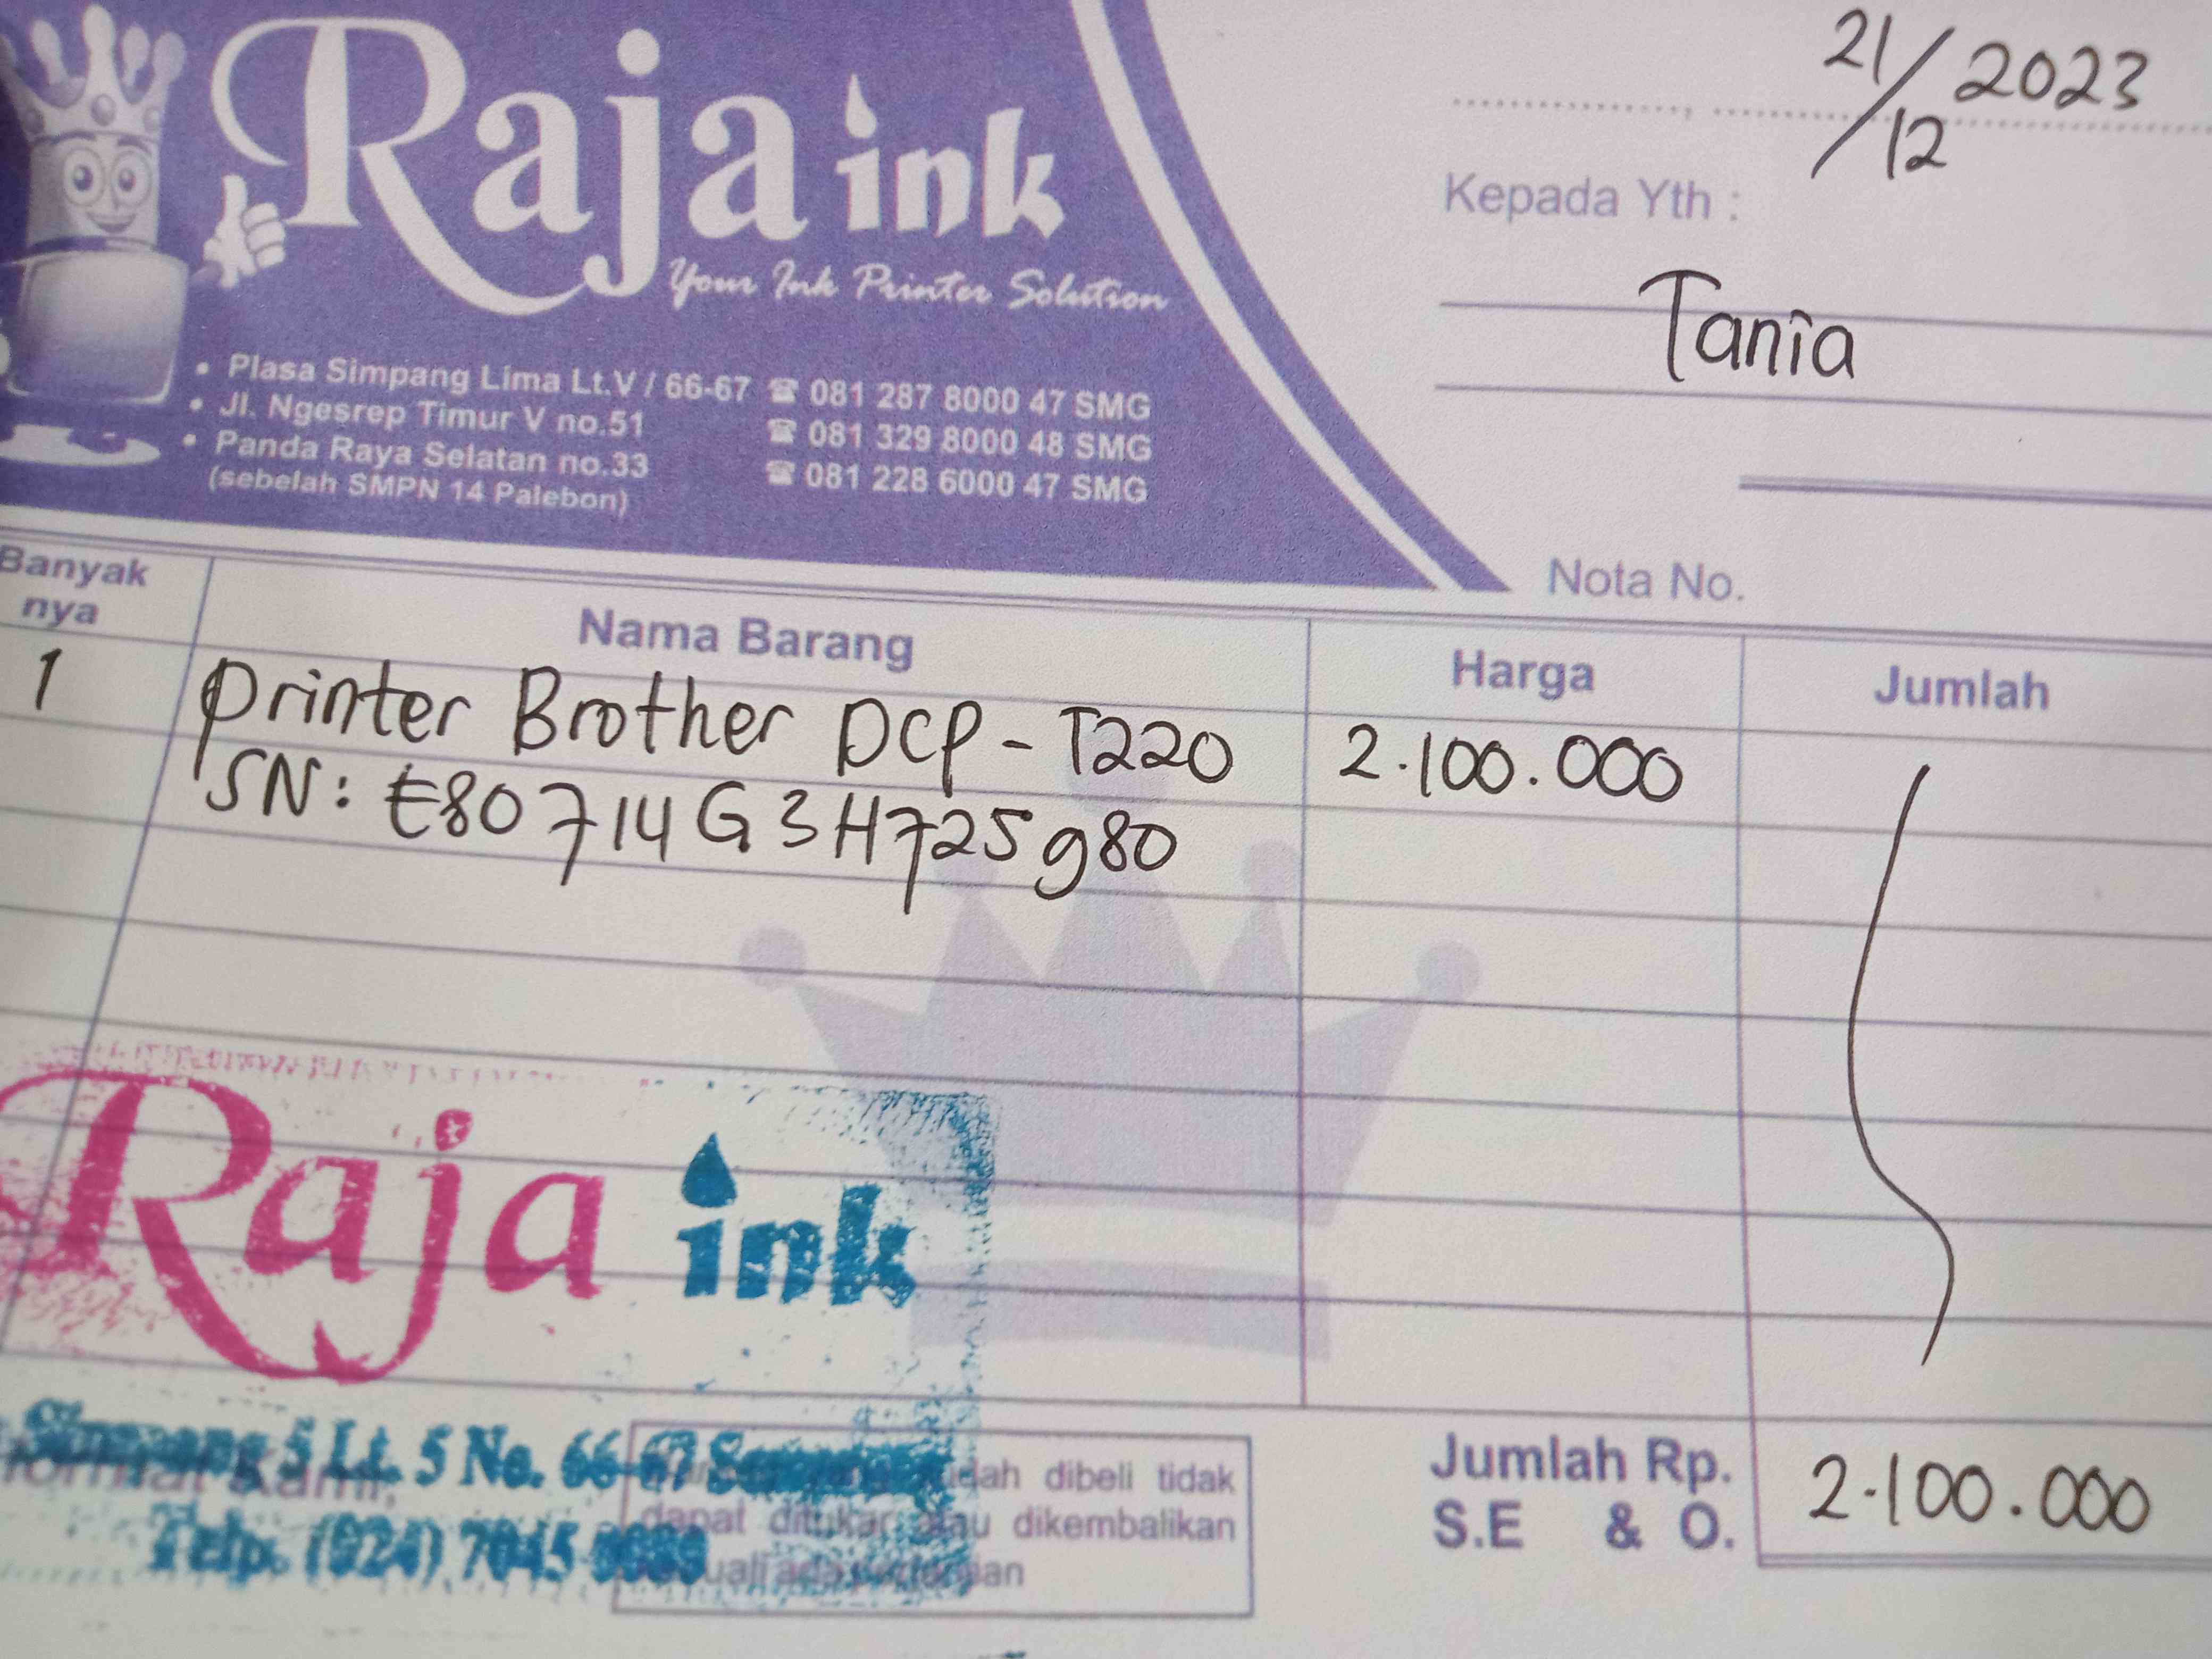 Raja ink
Your Ink Printer Solution
• Plasa Simpang Lima Lt.V / 66-67 ☎ 081 287 8000 47 SMG
• Jl. Ngesrep Timur V no.51 ☎ 081 329 8000 48 SMG
• Panda Raya Selatan no.33 ☎ 081 228 6000 47 SMG
(sebelah SMPN 14 Palebon)
21/12 2023
Kepada Yth :
Tania
Nota No.
Banyak nya Nama Barang Harga Jumlah
1 Printer Brother DCP-T220 2.100.000
SN: E80714G3H725980
Raja ink
Simpang 5 Lt. 5 No. 66-67
Telp. (024) 7045
dibeli tidak
dapat ditukar atau dikembalikan
Jumlah Rp. 2.100.000
S.E & O.